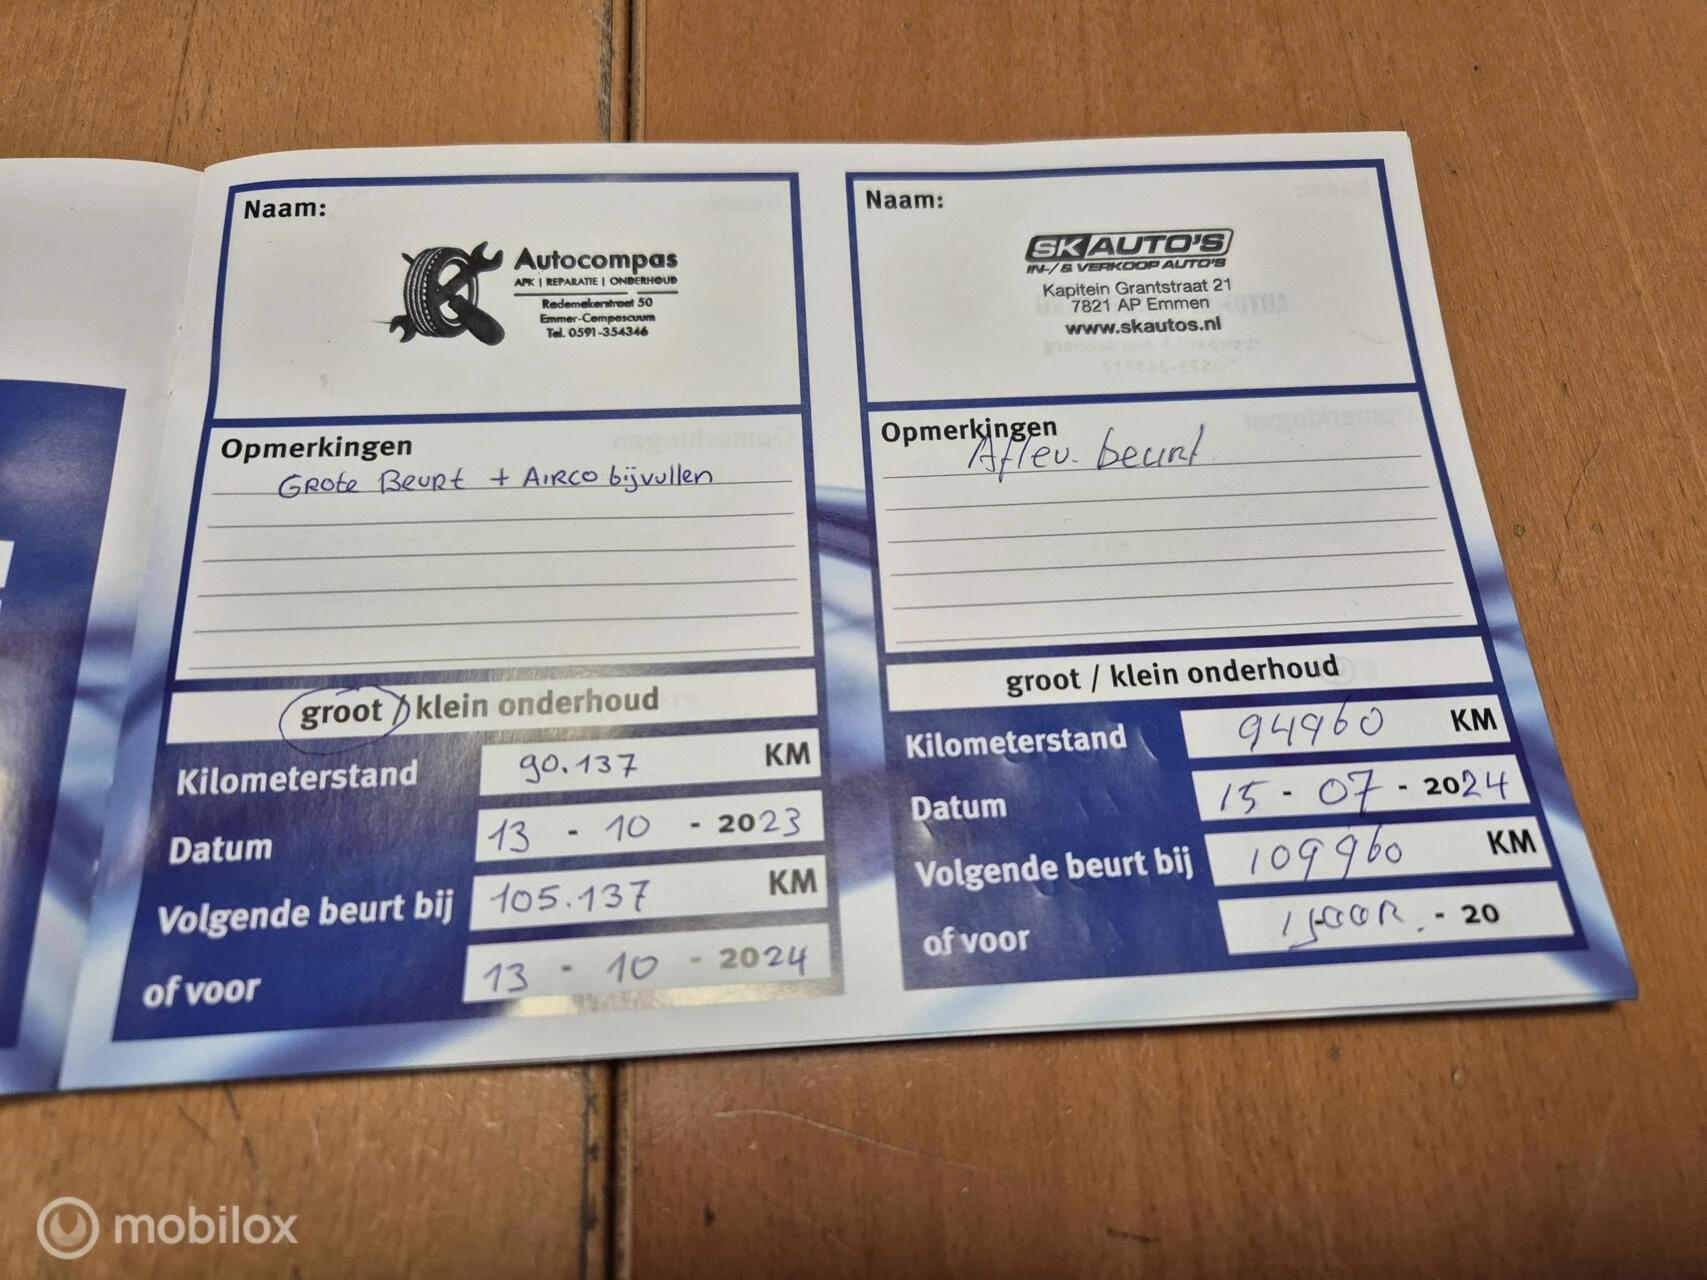 Naam:
Autocompas
APK | REPARATIE | ONDERHOUD
Redemekerstraat 50
Emmer-Compascuum
Tel. 0591-354346
Opmerkingen
GROTE BEURT + AIRCO bijvullen
groot / klein onderhoud
Kilometerstand 90.137 KM
Datum 13 - 10 - 2023
Volgende beurt bij 105.137 KM
of voor 13 - 10 - 2024
Naam:
SK AUTO'S
IN-/ & VERKOOP AUTO'S
Kapitein Grantstraat 21
7821 AP Emmen
www.skautos.nl
Opmerkingen
Aflev. beurt
groot / klein onderhoud
Kilometerstand 94960 KM
Datum 15 - 07 - 2024
Volgende beurt bij 109960 KM
of voor 1 JAAR. - 20
mobilox